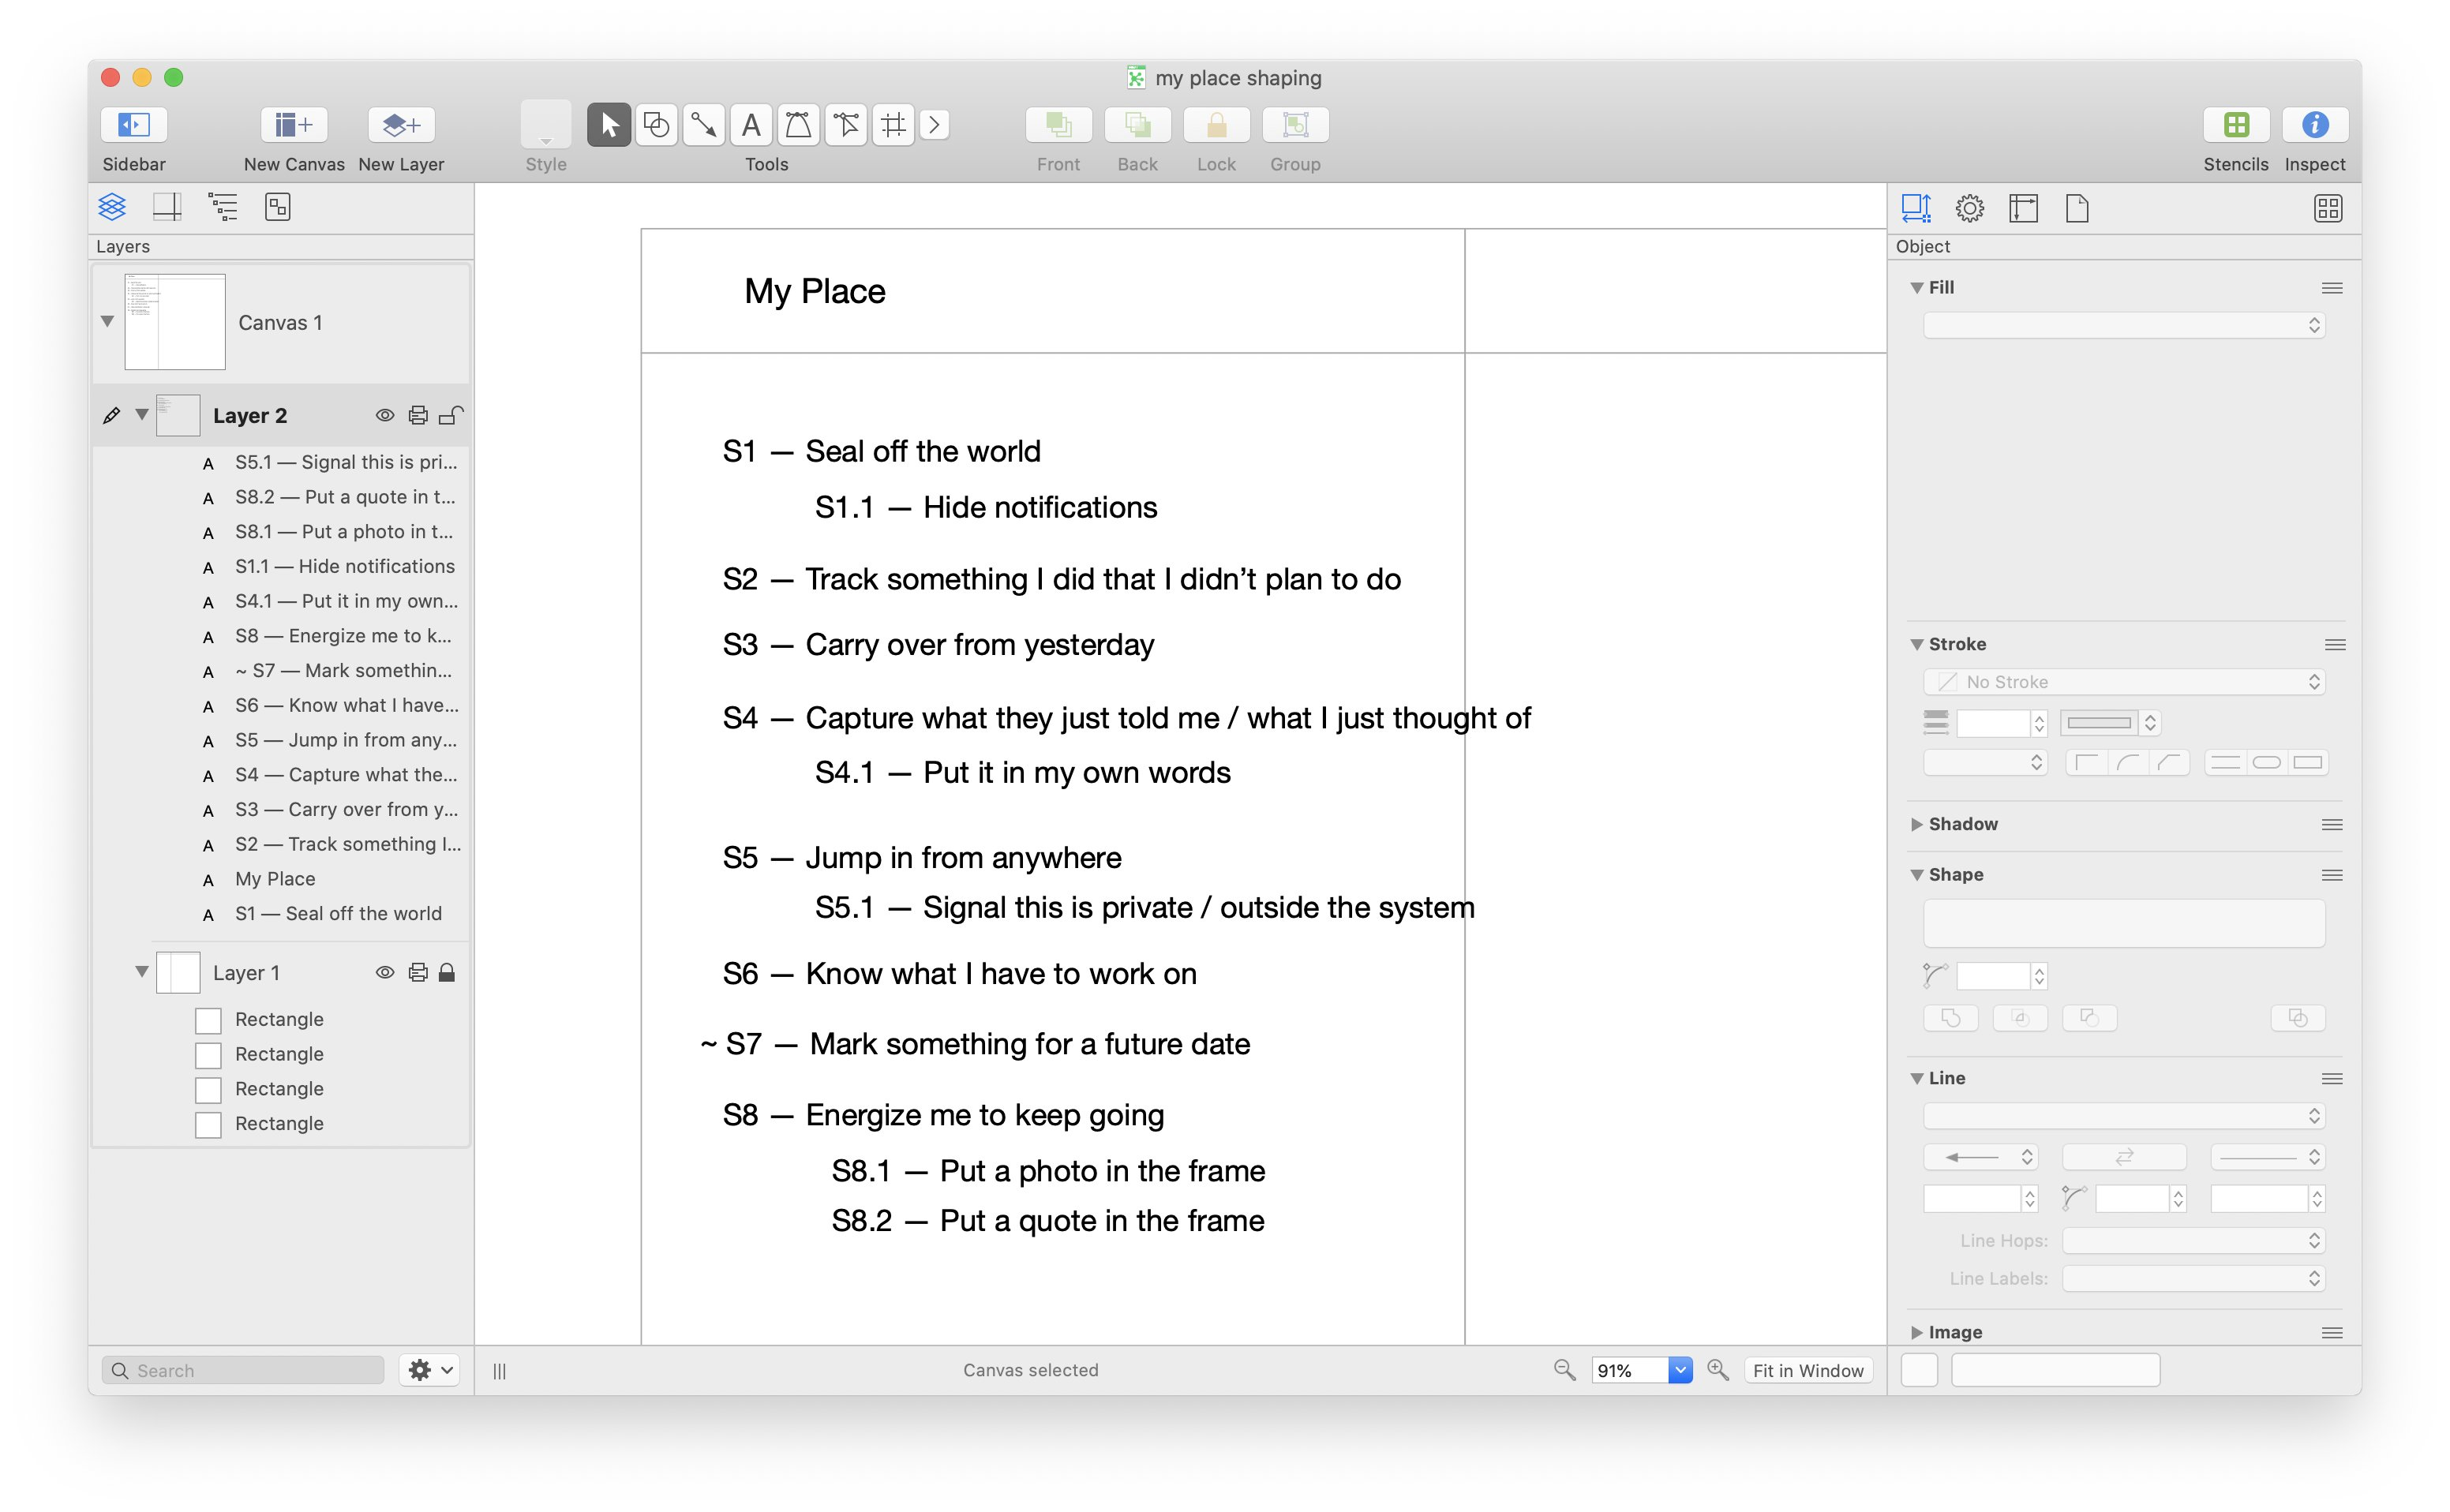 my place shaping
Sidebar
New Canvas
New Layer
Style
Tools
Front
Back
Lock
Group
Stencils
Inspect
Layers
Canvas 1
Layer 2
S5.1 — Signal this is pri...
S8.2 — Put a quote in t...
S8.1 — Put a photo in t...
S1.1 — Hide notifications
S4.1 — Put it in my own...
S8 — Energize me to k...
~ S7 — Mark somethin...
S6 — Know what I have...
S5 — Jump in from any...
S4 — Capture what the...
S3 — Carry over from y...
S2 — Track something I...
My Place
S1 — Seal off the world
Layer 1
Rectangle
Rectangle
Rectangle
Rectangle
Search
My Place
S1 — Seal off the world
S1.1 — Hide notifications
S2 — Track something I did that I didn’t plan to do
S3 — Carry over from yesterday
S4 — Capture what they just told me / what I just thought of
S4.1 — Put it in my own words
S5 — Jump in from anywhere
S5.1 — Signal this is private / outside the system
S6 — Know what I have to work on
~ S7 — Mark something for a future date
S8 — Energize me to keep going
S8.1 — Put a photo in the frame
S8.2 — Put a quote in the frame
Canvas selected
91%
Fit in Window
Object
Fill
Stroke
No Stroke
Shadow
Shape
Line
Line Hops:
Line Labels:
Image